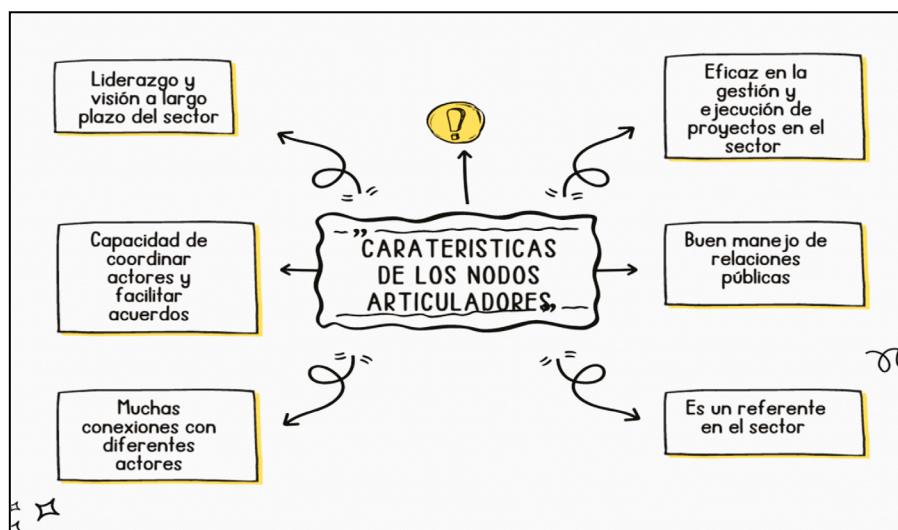 Liderazgo y
visión a largo
plazo del sector
!
Eficaz en la
gestión y
ejecución de
proyectos en el
sector
Capacidad de
coordinar
actores y
facilitar
acuerdos
” CARATERISTICAS
DE LOS NODOS
ARTICULADORES”
Buen manejo de
relaciones
públicas
Muchas
conexiones con
diferentes
actores
Es un referente
en el sector